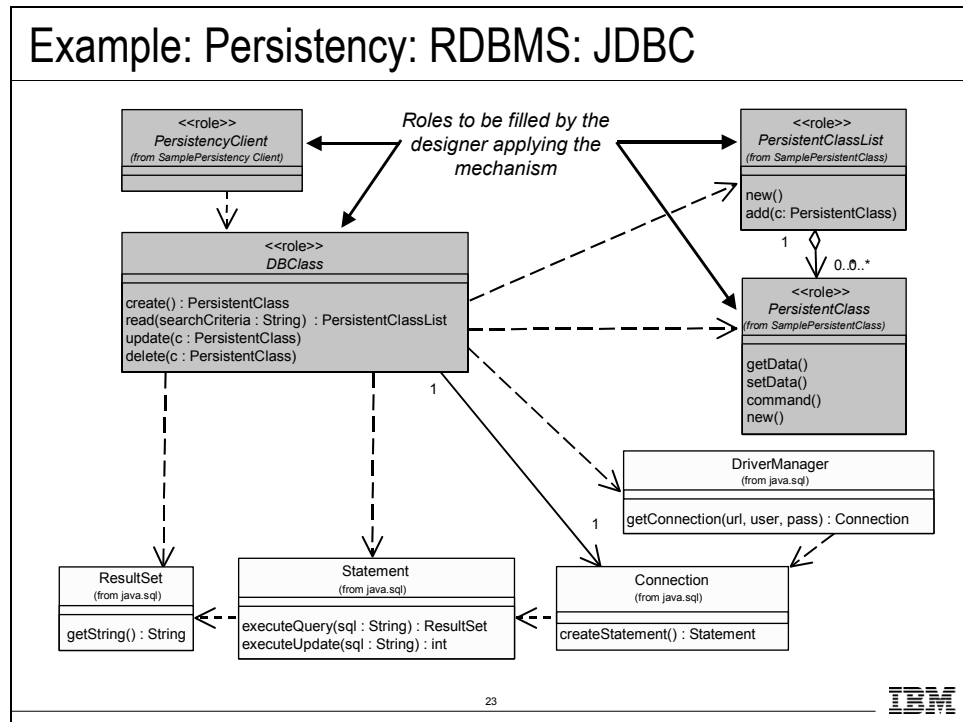 Example: Persistency: RDBMS: JDBC
<<role>>
PersistencyClient
(from SamplePersistency Client)
Roles to be filled by the
designer applying the
mechanism
<<role>>
PersistentClassList
(from SamplePersistentClass)
new()
add(c: PersistentClass)
1
0..*
<<role>>
DBClass
create() : PersistentClass
read(searchCriteria : String) : PersistentClassList
update(c : PersistentClass)
delete(c : PersistentClass)
<<role>>
PersistentClass
(from SamplePersistentClass)
getData()
setData()
command()
new()
1
1
DriverManager
(from java.sql)
getConnection(url, user, pass) : Connection
ResultSet
(from java.sql)
getString() : String
Statement
(from java.sql)
executeQuery(sql : String) : ResultSet
executeUpdate(sql : String) : int
Connection
(from java.sql)
createStatement() : Statement
23
IBM